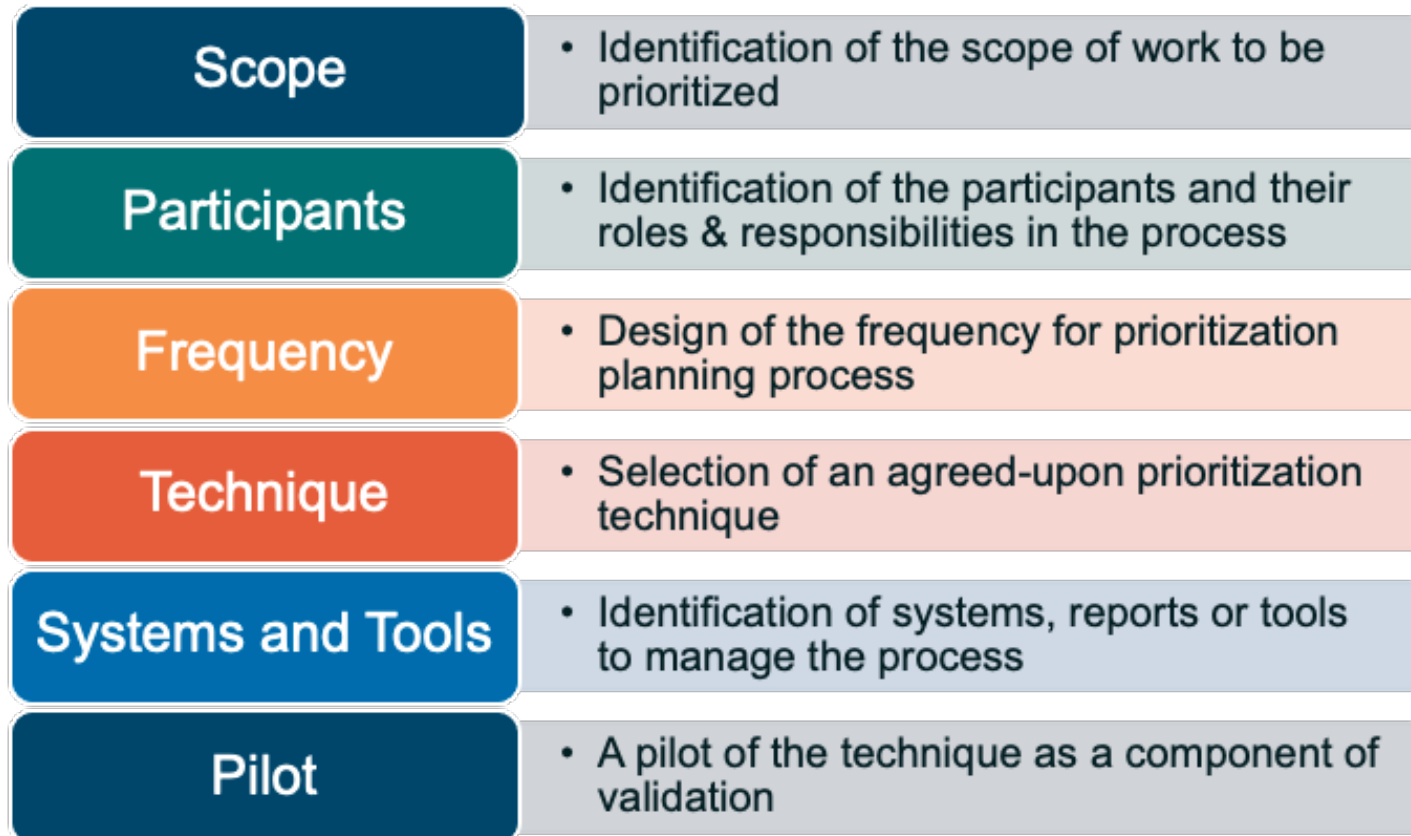 Scope
• Identification of the scope of work to be
prioritized
Participants
• Identification of the participants and their
roles & responsibilities in the process
Frequency
• Design of the frequency for prioritization
planning process
Technique
• Selection of an agreed-upon prioritization
technique
Systems and Tools
• Identification of systems, reports or tools
to manage the process
Pilot
• A pilot of the technique as a component of
validation